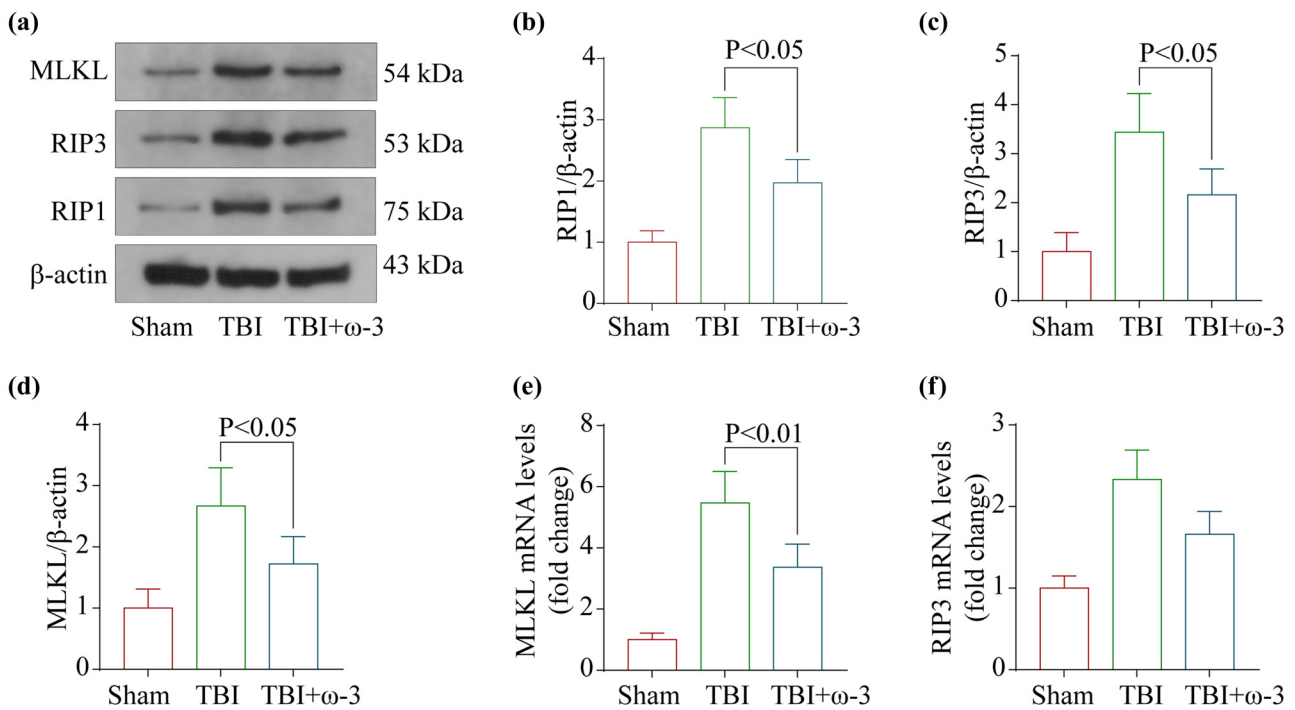 (a)
MLKL
54 kDa
RIP3
53 kDa
RIP1
75 kDa
β-actin
43 kDa
Sham TBI TBI+ω-3
(b)
RIP1/β-actin
4
3
2
1
0
P<0.05
Sham TBI TBI+ω-3
(c)
RIP3/β-actin
5
4
3
2
1
0
P<0.05
Sham TBI TBI+ω-3
(d)
MLKL/β-actin
4
3
2
1
0
P<0.05
Sham TBI TBI+ω-3
(e)
MLKL mRNA levels
(fold change)
8
6
4
2
0
P<0.01
Sham TBI TBI+ω-3
(f)
RIP3 mRNA levels
(fold change)
3
2
1
0
Sham TBI TBI+ω-3